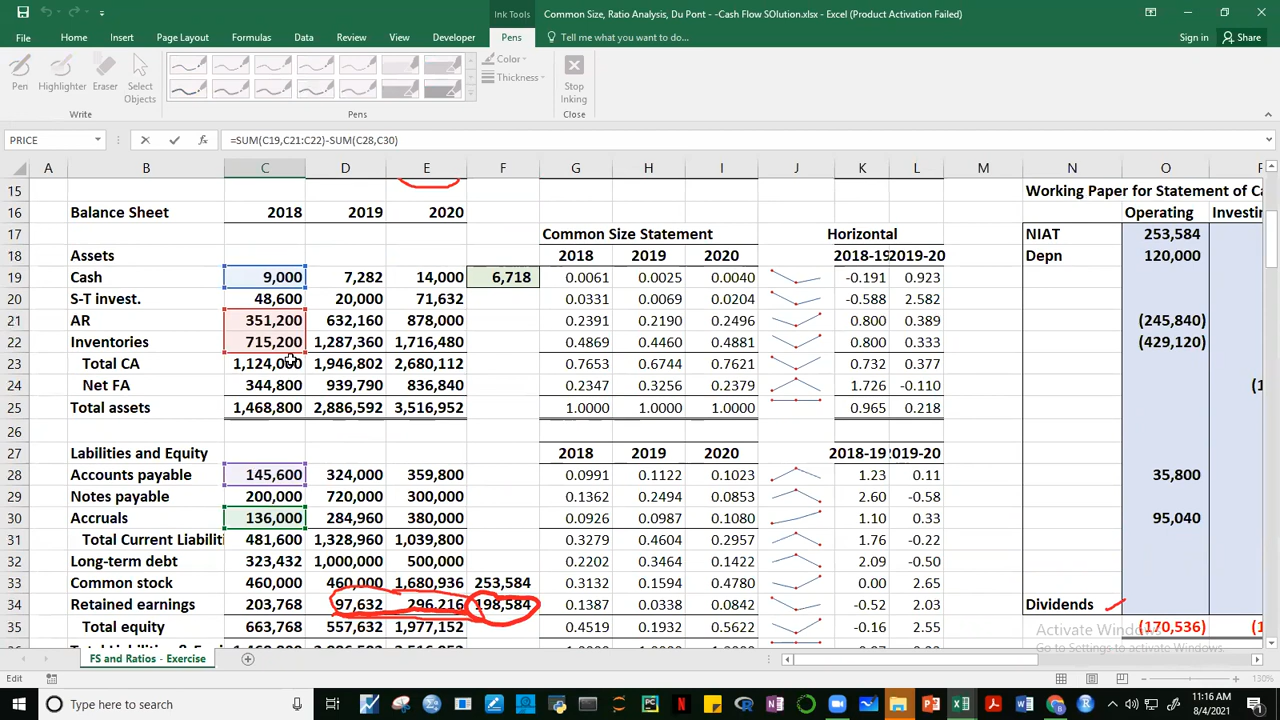 Ink Tools
Common Size, Ratio Analysis, Du Pont - -Cash Flow SOlution.xlsx - Excel (Product Activation Failed)
File Home Insert Page Layout Formulas Data Review View Developer Pens Tell me what you want to do... Sign in Share
Pen Highlighter Eraser Select Objects
Color
Thickness
Stop Inking
Write Pens Close
PRICE fx =SUM(C19,C21:C22)-SUM(C28,C30)
A B C D E F G H I J K L M N O
15 Working Paper for Statement of Ca
16 Balance Sheet 2018 2019 2020 Operating Investin
17 Common Size Statement Horizontal NIAT 253,584
18 Assets 2018 2019 2020 2018-19 2019-20 Depn 120,000
19 Cash 9,000 7,282 14,000 6,718 0.0061 0.0025 0.0040 -0.191 0.923
20 S-T invest. 48,600 20,000 71,632 0.0331 0.0069 0.0204 -0.588 2.582
21 AR 351,200 632,160 878,000 0.2391 0.2190 0.2496 0.800 0.389 (245,840)
22 Inventories 715,200 1,287,360 1,716,480 0.4869 0.4460 0.4881 0.800 0.333 (429,120)
23 Total CA 1,124,000 1,946,802 2,680,112 0.7653 0.6744 0.7621 0.732 0.377
24 Net FA 344,800 939,790 836,840 0.2347 0.3256 0.2379 1.726 -0.110 (1
25 Total assets 1,468,800 2,886,592 3,516,952 1.0000 1.0000 1.0000 0.965 0.218
26
27 Labilities and Equity 2018 2019 2020 2018-19 2019-20
28 Accounts payable 145,600 324,000 359,800 0.0991 0.1122 0.1023 1.23 0.11 35,800
29 Notes payable 200,000 720,000 300,000 0.1362 0.2494 0.0853 2.60 -0.58
30 Accruals 136,000 284,960 380,000 0.0926 0.0987 0.1080 1.10 0.33 95,040
31 Total Current Liabiliti 481,600 1,328,960 1,039,800 0.3279 0.4604 0.2957 1.76 -0.22
32 Long-term debt 323,432 1,000,000 500,000 0.2202 0.3464 0.1422 2.09 -0.50
33 Common stock 460,000 460,000 1,680,936 253,584 0.3132 0.1594 0.4780 0.00 2.65
34 Retained earnings 203,768 97,632 296,216 198,584 0.1387 0.0338 0.0842 -0.52 2.03 Dividends
35 Total equity 663,768 557,632 1,977,152 0.4519 0.1932 0.5622 -0.16 2.55 (170,536) (1
Activate Windows
Go to Settings to activate Windows.
FS and Ratios - Exercise
Edit 130%
Type here to search
11:16 AM
8/4/2021